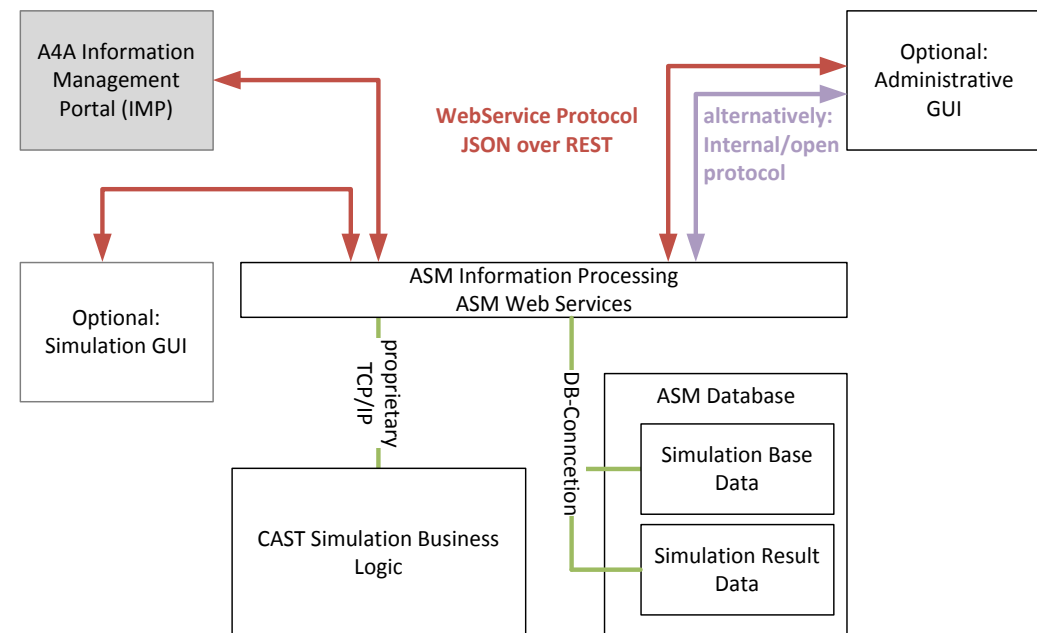 A4A Information
Management
Portal (IMP)
Optional:
Administrative
GUI
WebService Protocol
JSON over REST
alternatively:
Internal/open
protocol
ASM Information Processing
ASM Web Services
Optional:
Simulation GUI
proprietary
TCP/IP
DB-Conncetion
ASM Database
Simulation Base
Data
Simulation Result
Data
CAST Simulation Business
Logic